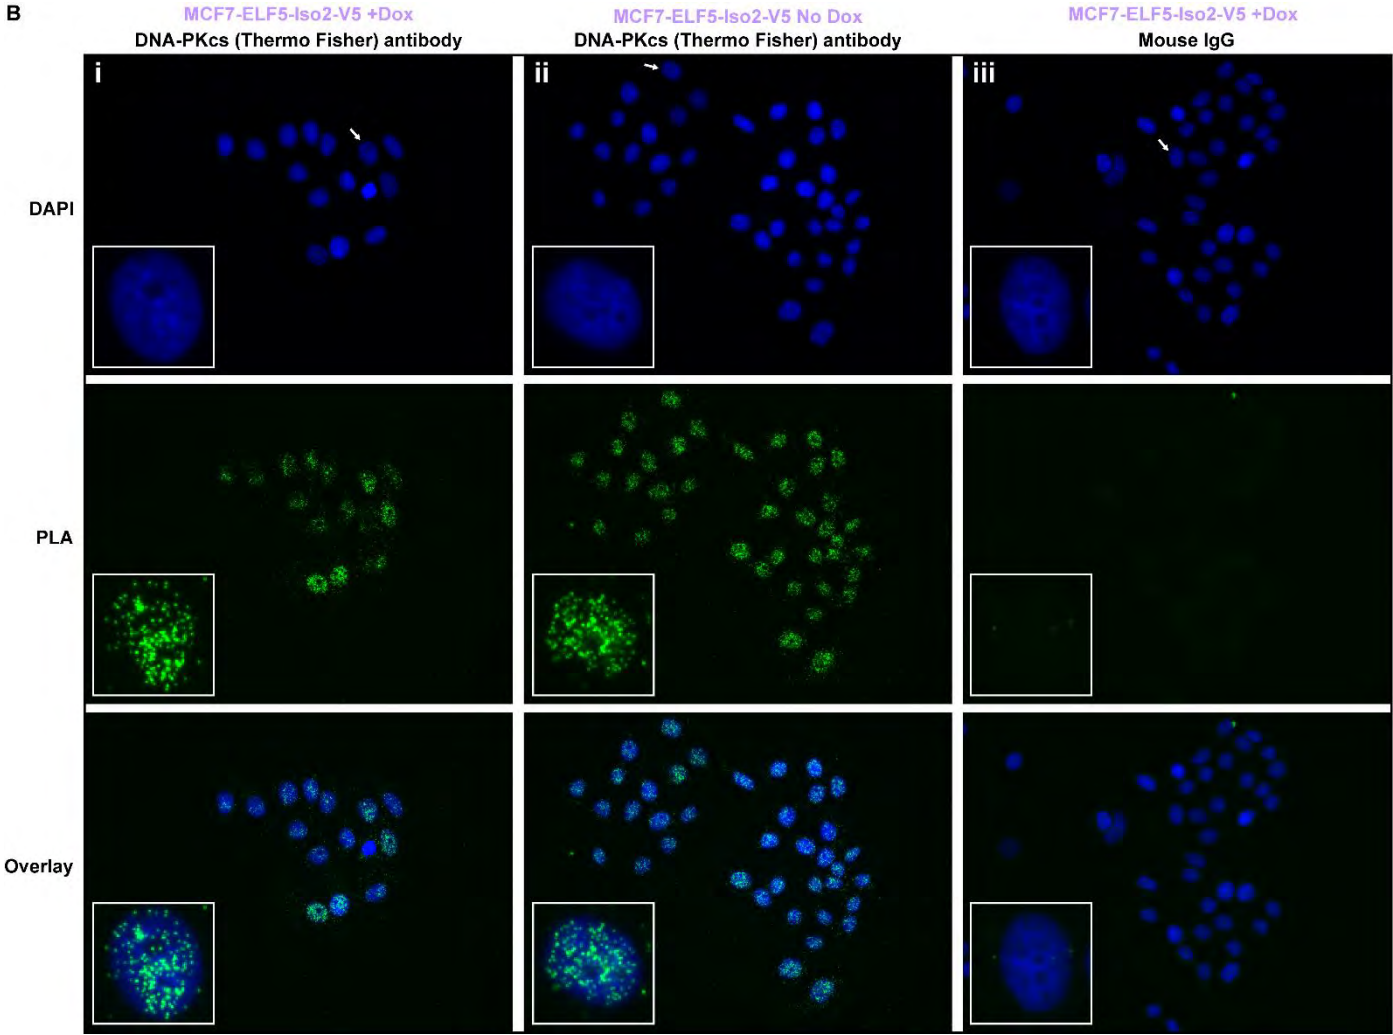 B
MCF7-ELF5-Iso2-V5 +Dox
DNA-PKcs (Thermo Fisher) antibody
MCF7-ELF5-Iso2-V5 No Dox
DNA-PKcs (Thermo Fisher) antibody
MCF7-ELF5-Iso2-V5 +Dox
Mouse IgG
i
ii
iii
DAPI
PLA
Overlay